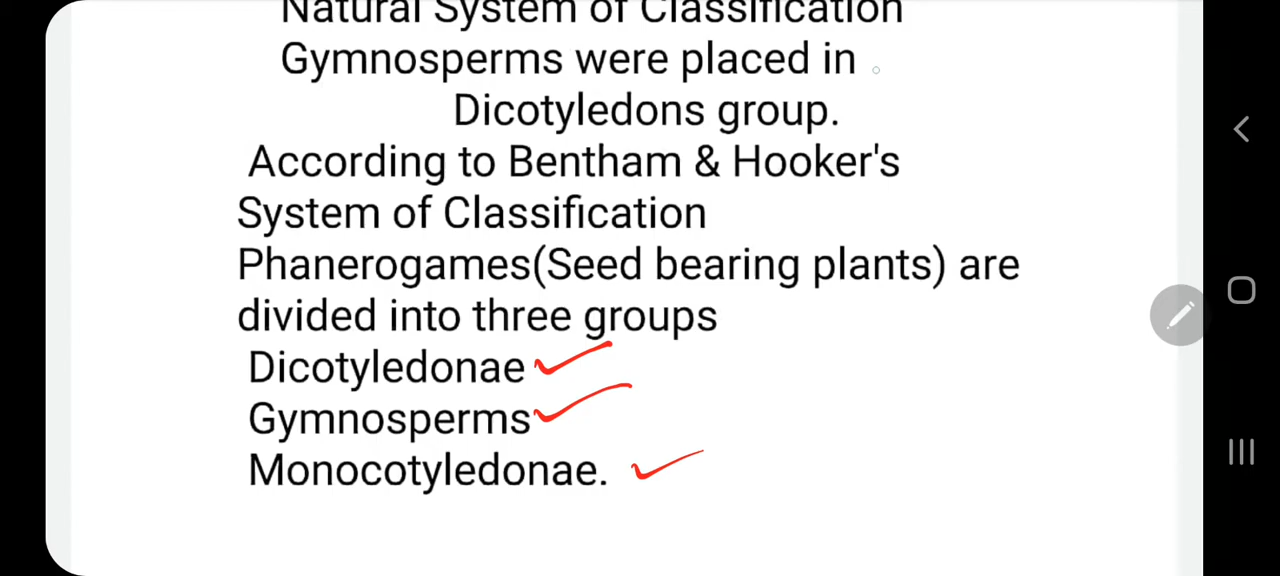 Natural System of Classification
Gymnosperms were placed in
Dicotyledons group.
According to Bentham & Hooker's
System of Classification
Phanerogames(Seed bearing plants) are
divided into three groups
Dicotyledonae
Gymnosperms
Monocotyledonae.